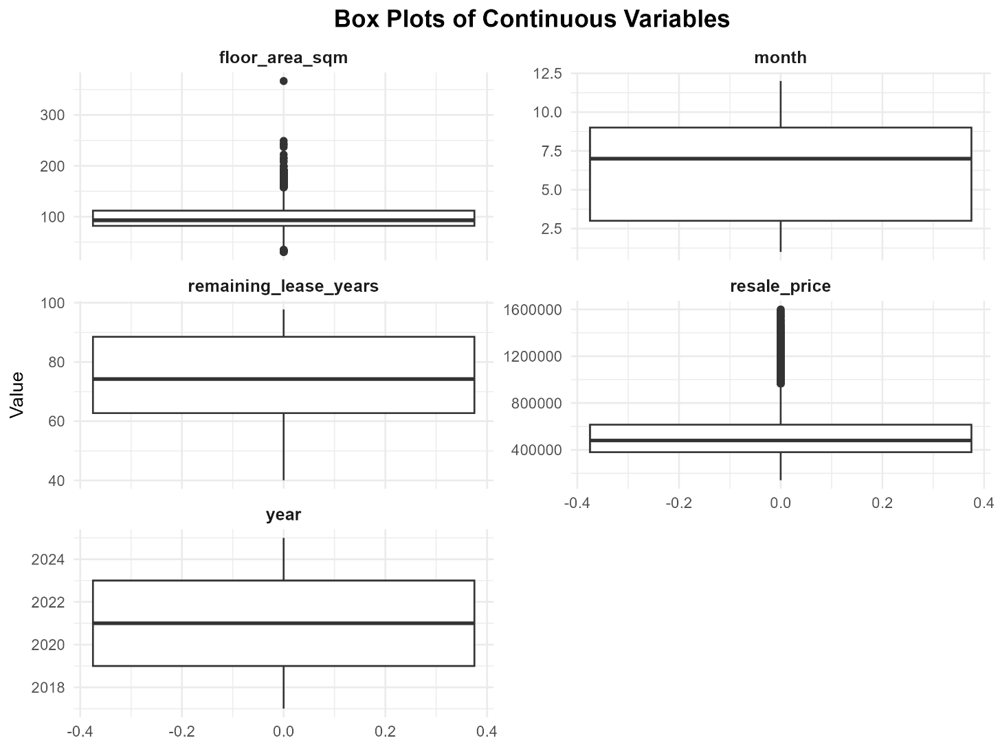 Box Plots of Continuous Variables
floor_area_sqm
month
300
200
100
12.5
10.0
7.5
5.0
2.5
remaining_lease_years
resale_price
100
80
60
40
1600000
1200000
800000
400000
-0.4 -0.2 0.0 0.2 0.4
Value
year
2024
2022
2020
2018
-0.4 -0.2 0.0 0.2 0.4